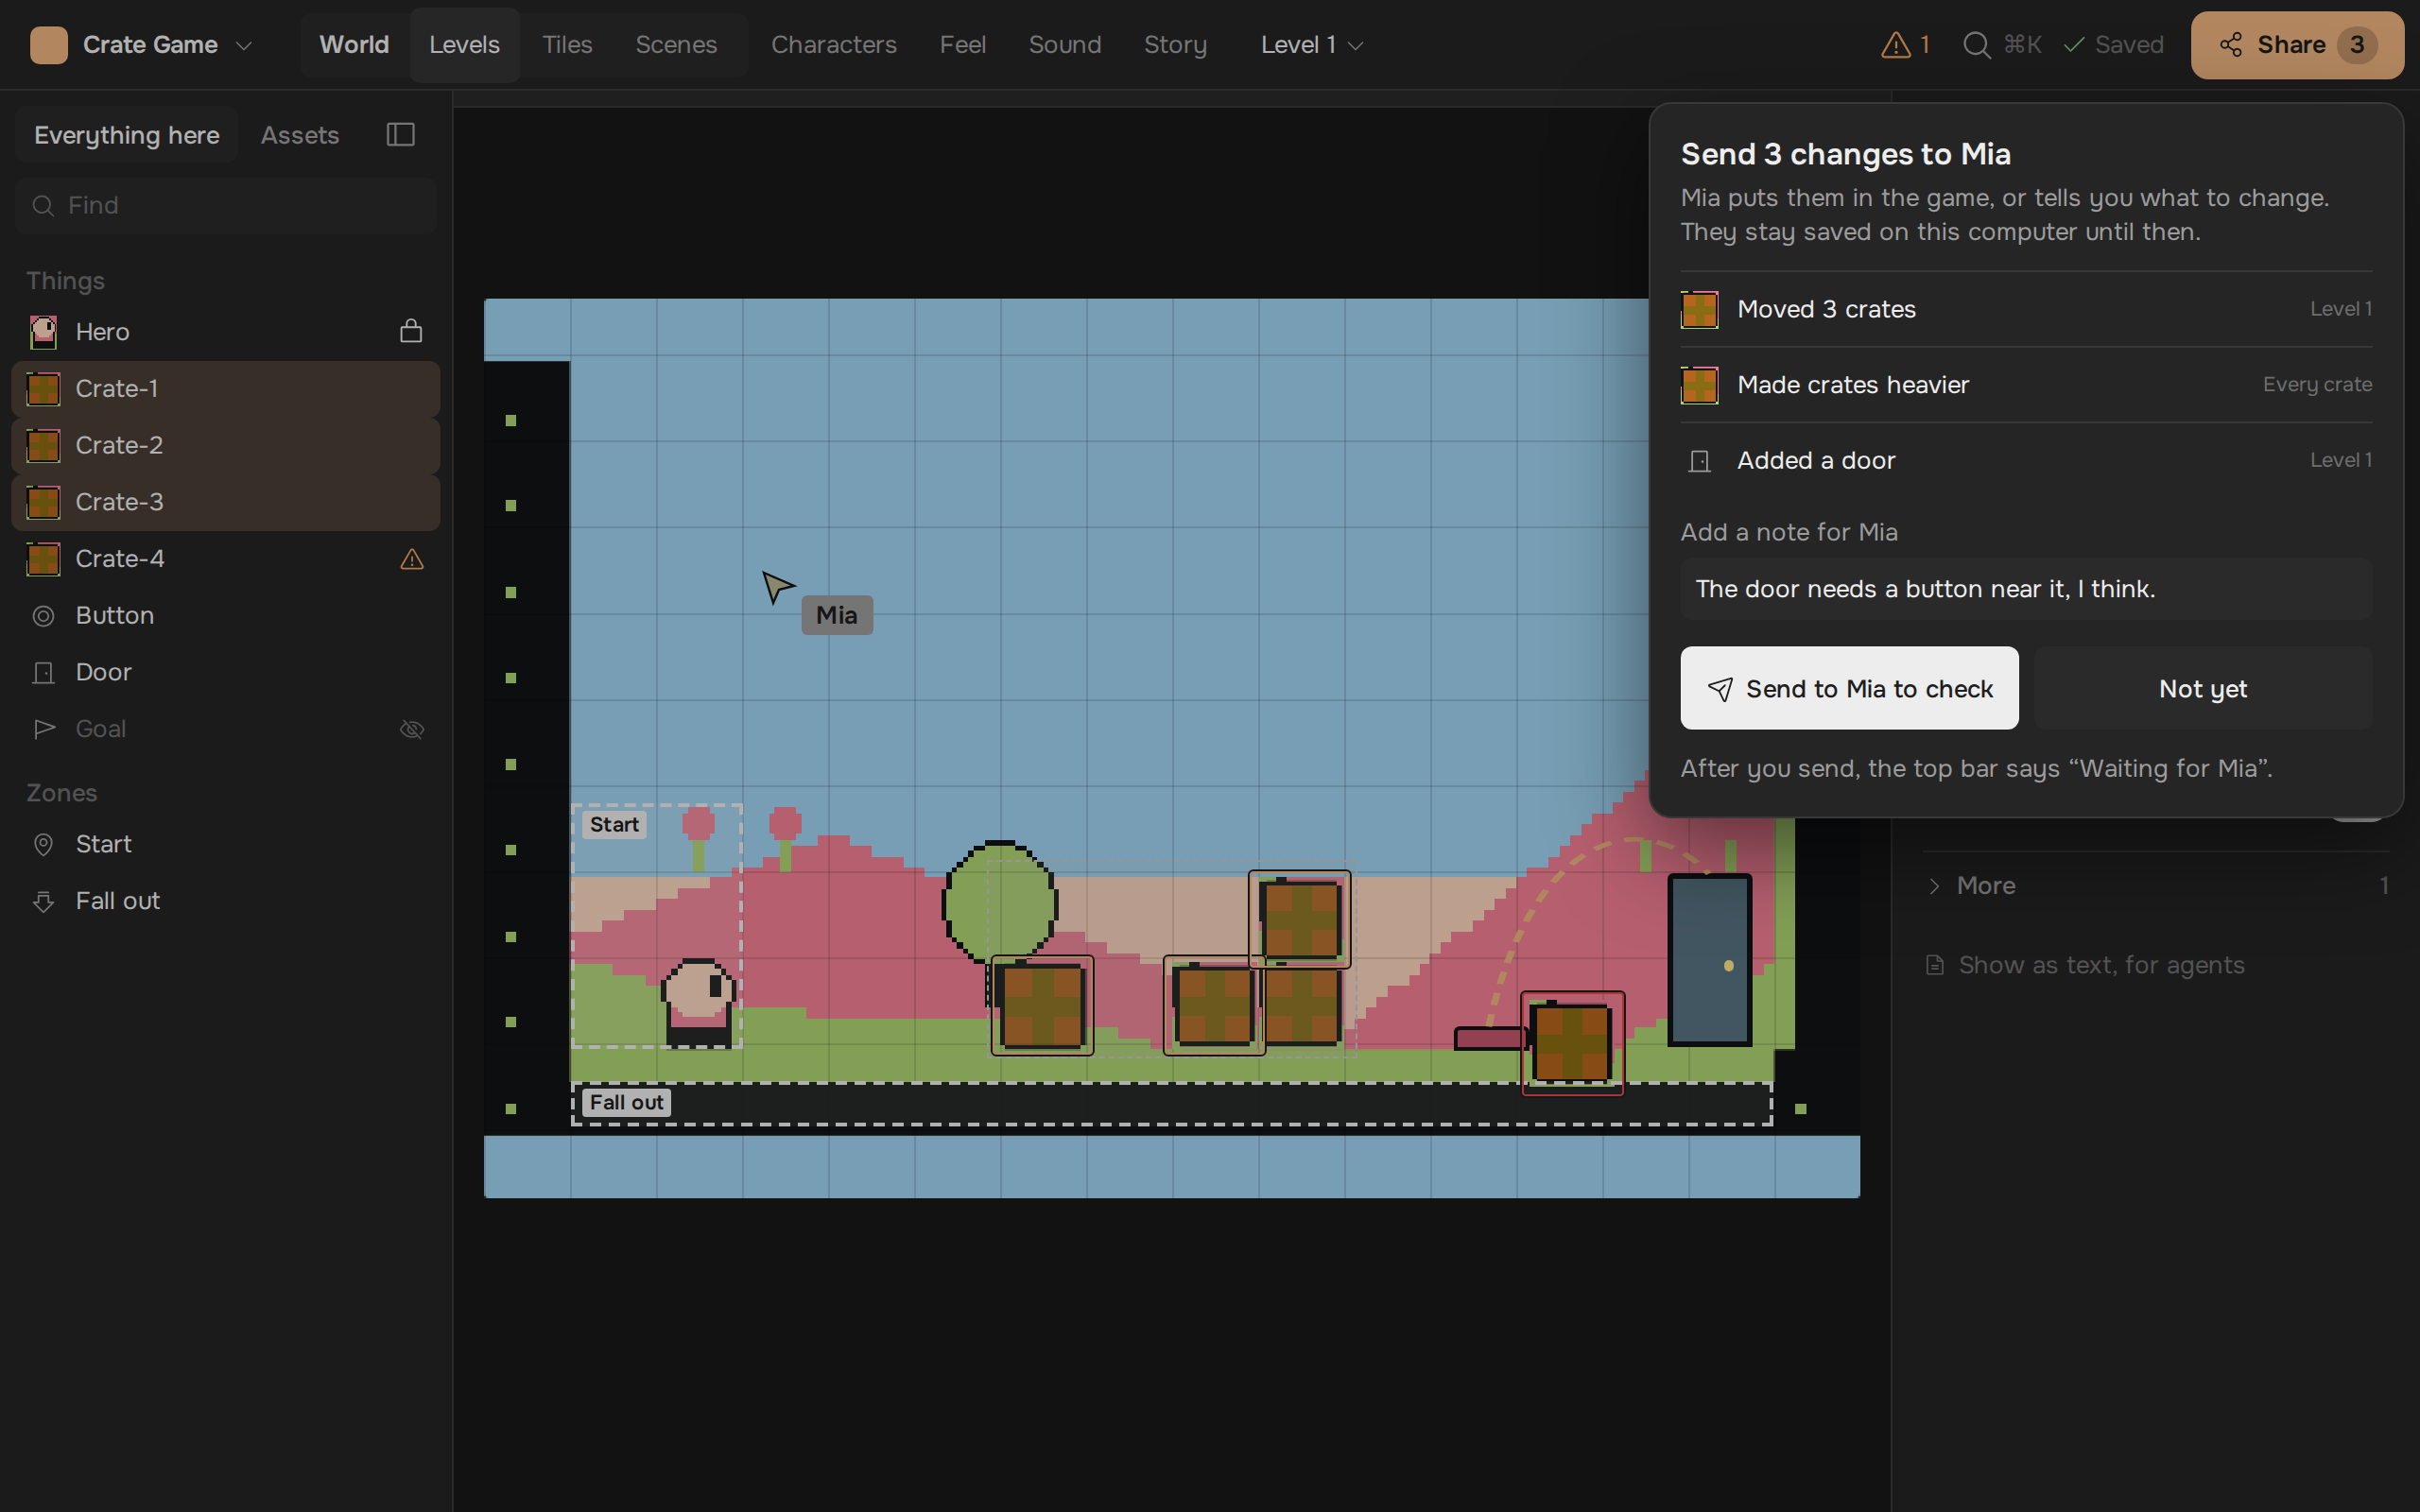 Crate Game
World
Levels
Tiles
Scenes
Characters
Feel
Sound
Story
Level 1
1
⌘K
Saved
Share 3
Everything here
Assets
Find
Things
Hero
Crate-1
Crate-2
Crate-3
Crate-4
Button
Door
Goal
Zones
Start
Fall out
Mia
Start
Fall out
Send 3 changes to Mia
Mia puts them in the game, or tells you what to change.
They stay saved on this computer until then.
Moved 3 crates Level 1
Made crates heavier Every crate
Added a door Level 1
Add a note for Mia
The door needs a button near it, I think.
Send to Mia to check
Not yet
After you send, the top bar says “Waiting for Mia”.
More 1
Show as text, for agents